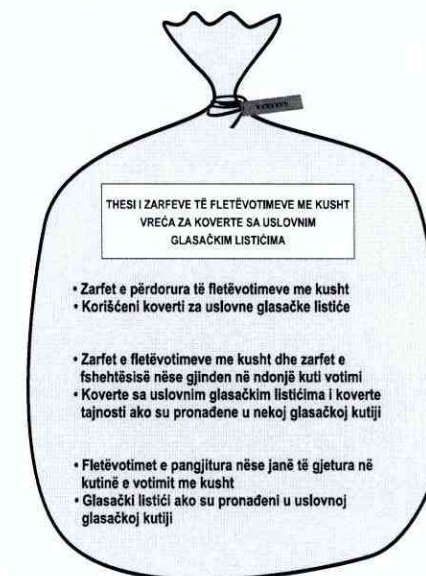 THESI I ZARFEVE TË FLETËVOTIMEVE ME KUSHT
VREĆA ZA KOVERTE SA USLOVNIM
GLASAČKIM LISTIĆIMA
• Zarfet e përdorura të fletëvotimeve me kusht
• Korišćeni koverti za uslovne glasačke listiće
• Zarfet e fletëvotimeve me kusht dhe zarfet e
fshehtësisë nëse gjinden në ndonjë kuti votimi
• Koverte sa uslovnim glasačkim listićima i koverte
tajnosti ako su pronađene u nekoj glasačkoj kutiji
• Fletëvotimet e pangjitura nëse janë të gjetura në
kutinë e votimit me kusht
• Glasački listići ako su pronađeni u uslovnoj
glasačkoj kutiji